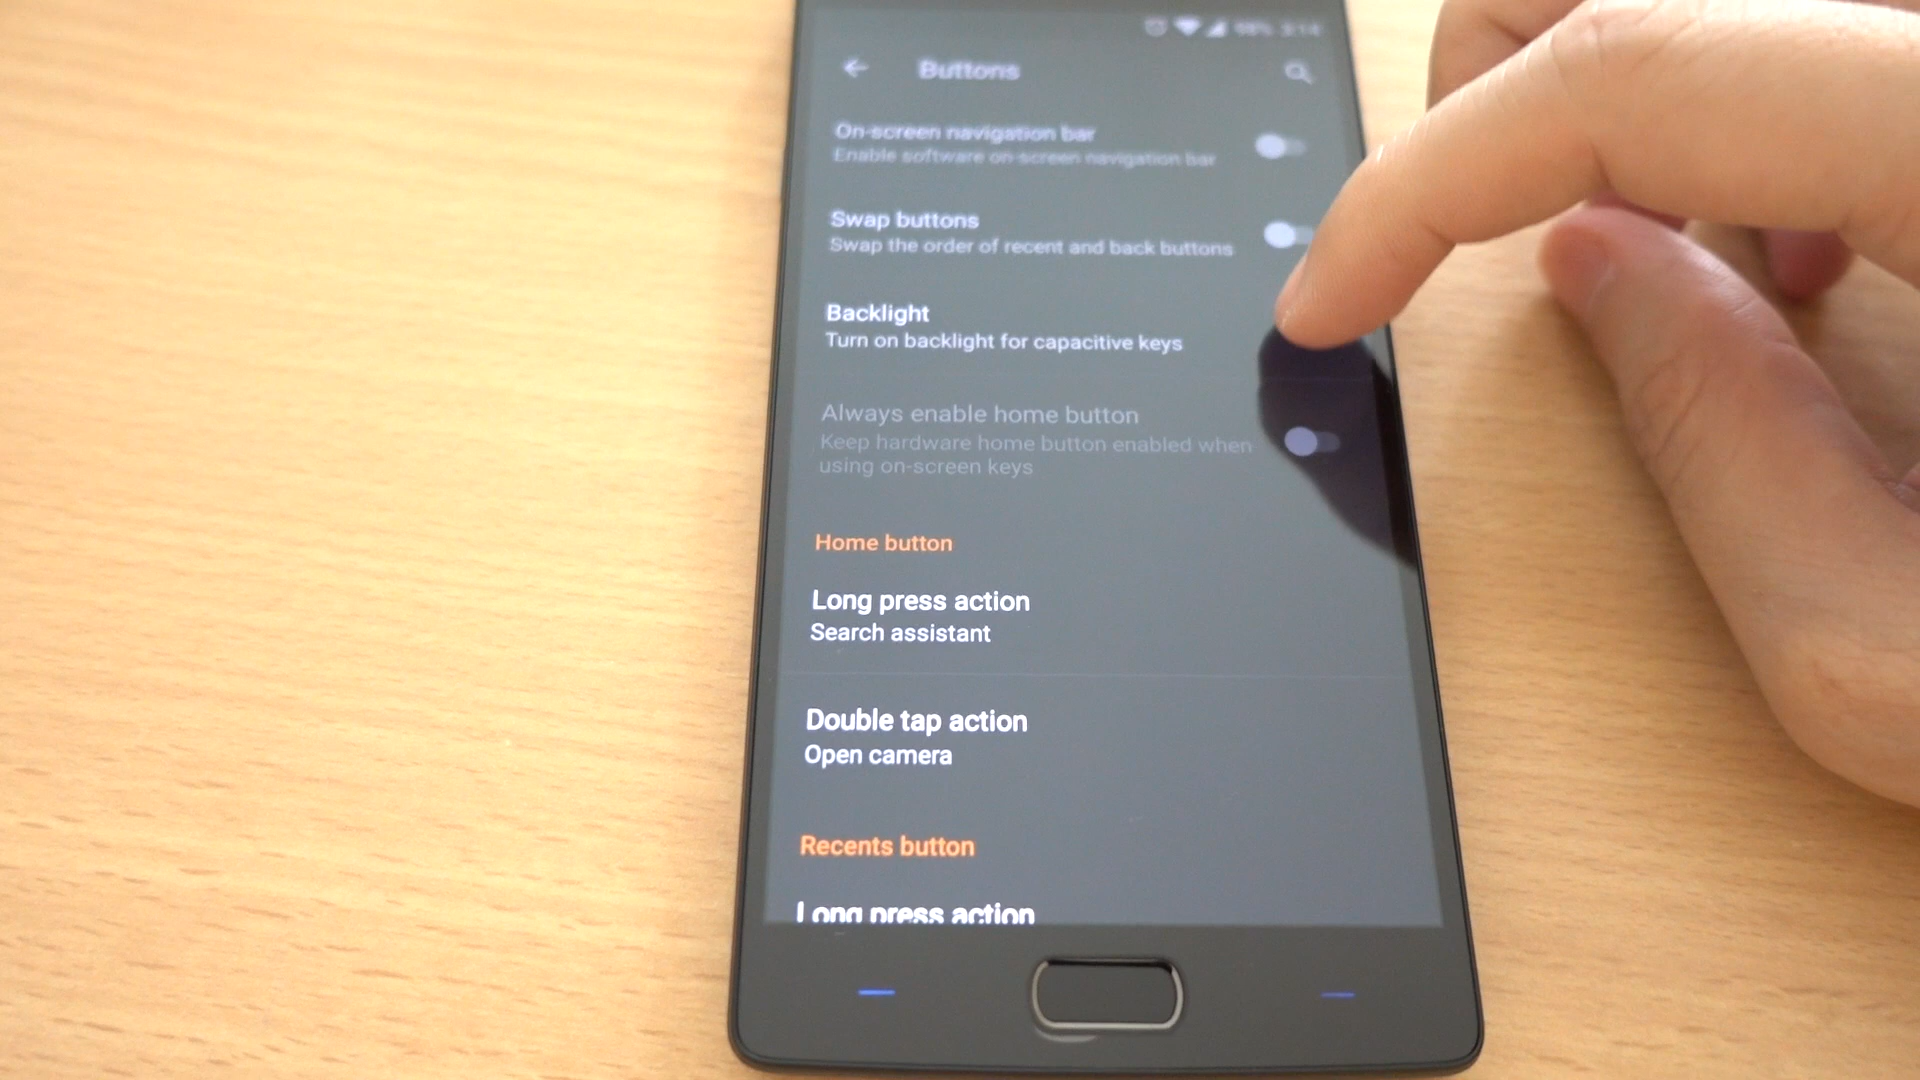 98% 3:14
Buttons
On-screen navigation bar
Enable software on-screen navigation bar
Swap buttons
Swap the order of recent and back buttons
Backlight
Turn on backlight for capacitive keys
Always enable home button
Keep hardware home button enabled when
using on-screen keys
Home button
Long press action
Search assistant
Double tap action
Open camera
Recents button
Long press action